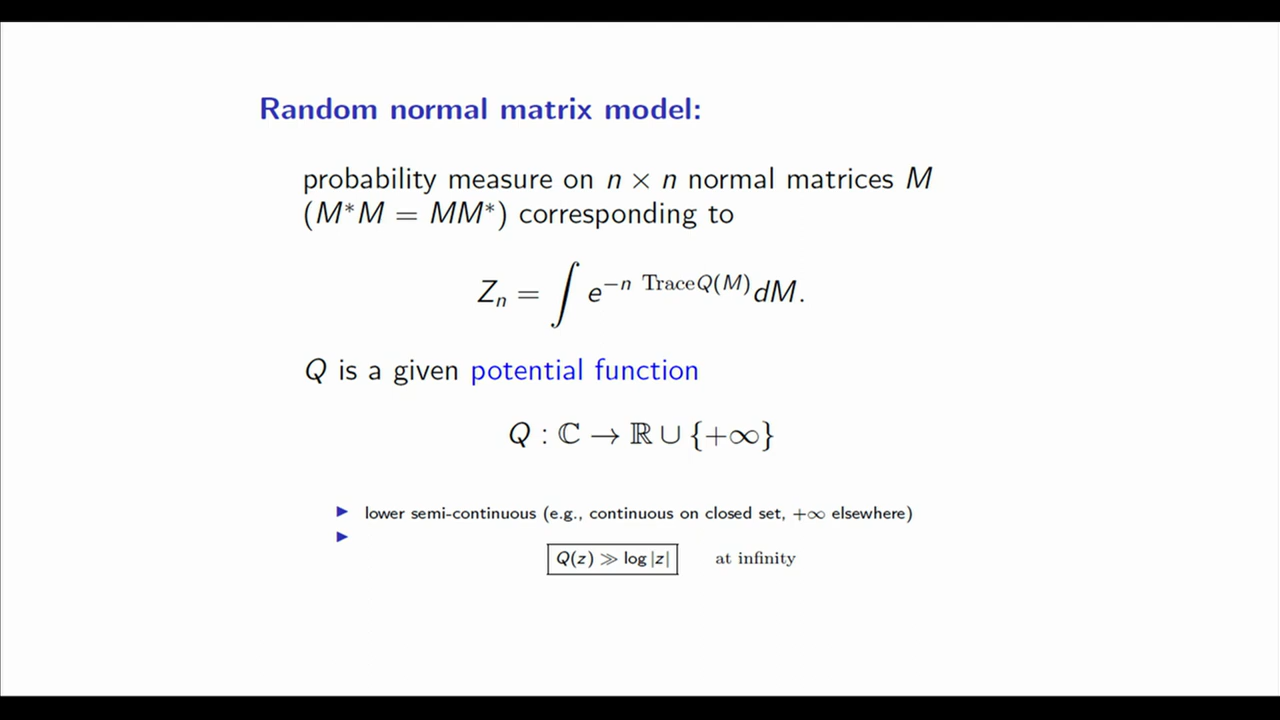 Random normal matrix model:
probability measure on n × n normal matrices M
(M*M = MM*) corresponding to
Zₙ = ∫ e^{−n Trace Q(M)} dM.
Q is a given potential function
Q : ℂ → ℝ ∪ {+∞}
▶ lower semi-continuous (e.g., continuous on closed set, +∞ elsewhere)
▶
Q(z) ≫ log |z| at infinity